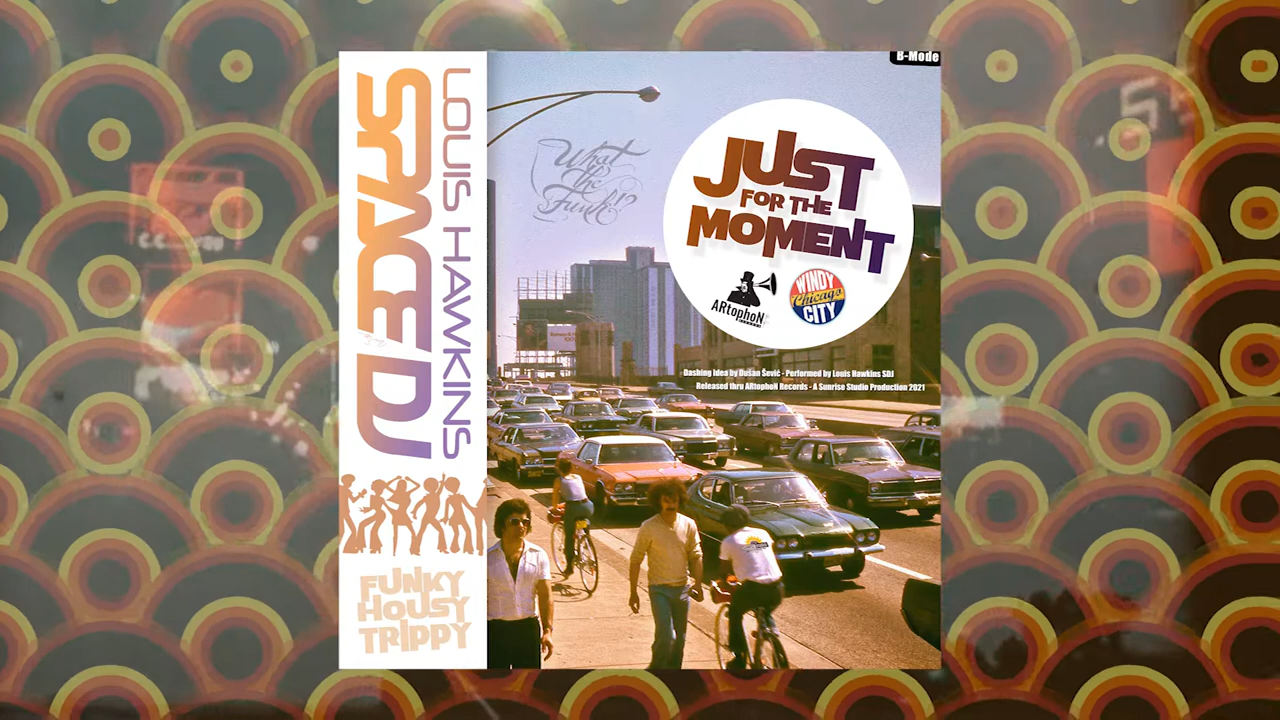 LOUIS HAWKINS
What
the
Funk!?
B-Mode
JUST
FOR THE
MOMENT
ARtophoN
WINDY
Chicago
CITY
Dashing Idea by Dušan Šević - Performed by Louis Hawkins SDJ
Released thru ARtophoN Records - A Sunrise Studio Production 2021
FUNKY
HOUSY
TRIPPY